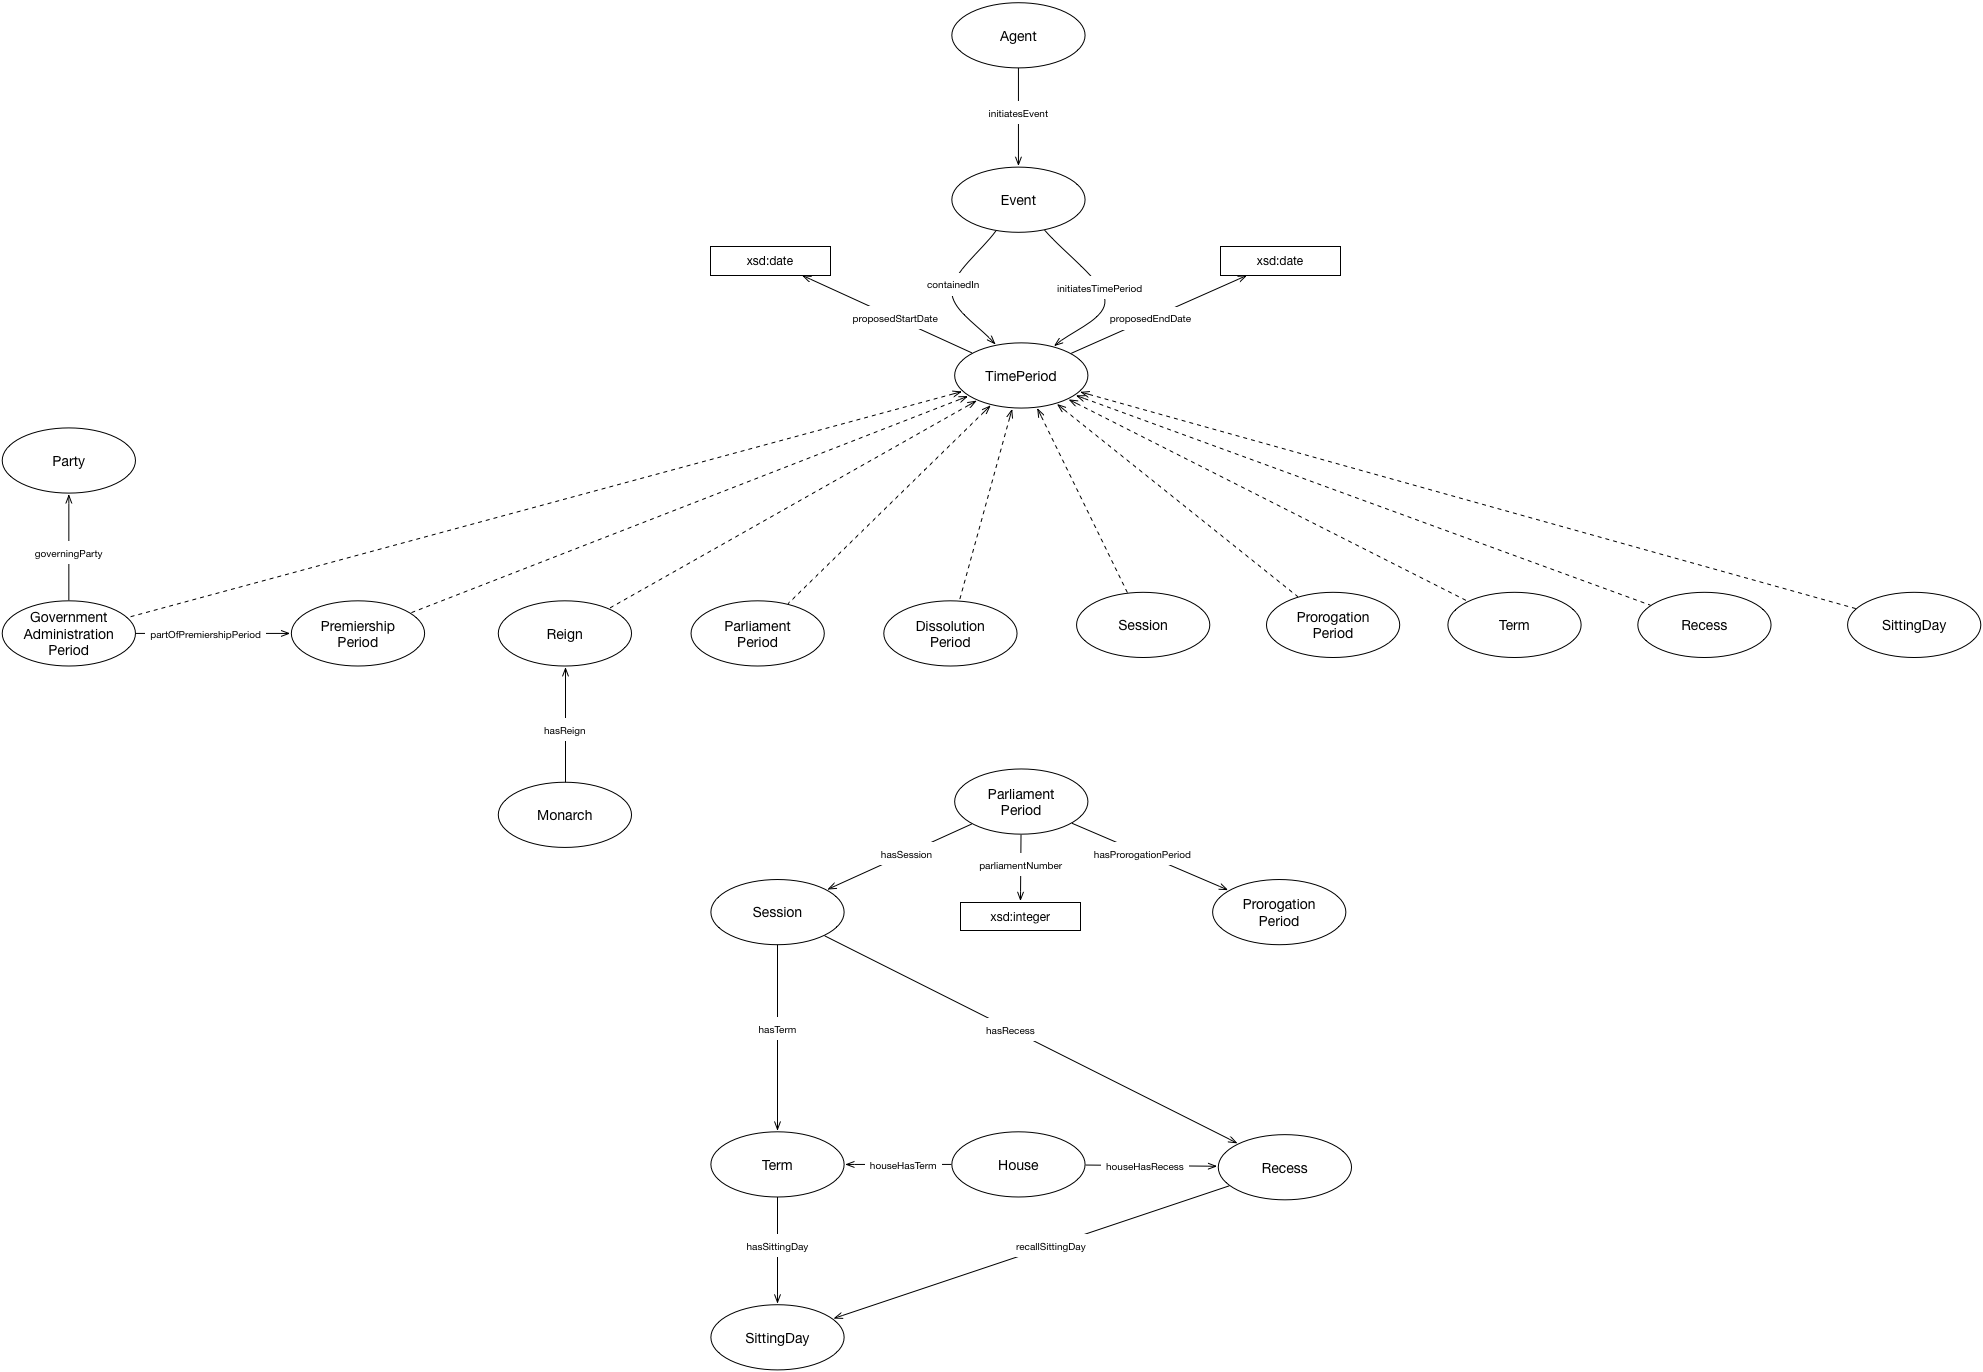 Agent
initiatesEvent
Event
xsd:date
xsd:date
containedIn
initiatesTimePeriod
proposedStartDate
proposedEndDate
TimePeriod
Party
governingParty
Government
Administration
Period
partOfPremiershipPeriod
Premiership
Period
Reign
Parliament
Period
Dissolution
Period
Session
Prorogation
Period
Term
Recess
SittingDay
hasReign
Monarch
Parliament
Period
hasSession
parliamentNumber
hasProrogationPeriod
Session
xsd:integer
Prorogation
Period
hasTerm
hasRecess
Term
houseHasTerm
House
houseHasRecess
Recess
hasSittingDay
recallSittingDay
SittingDay